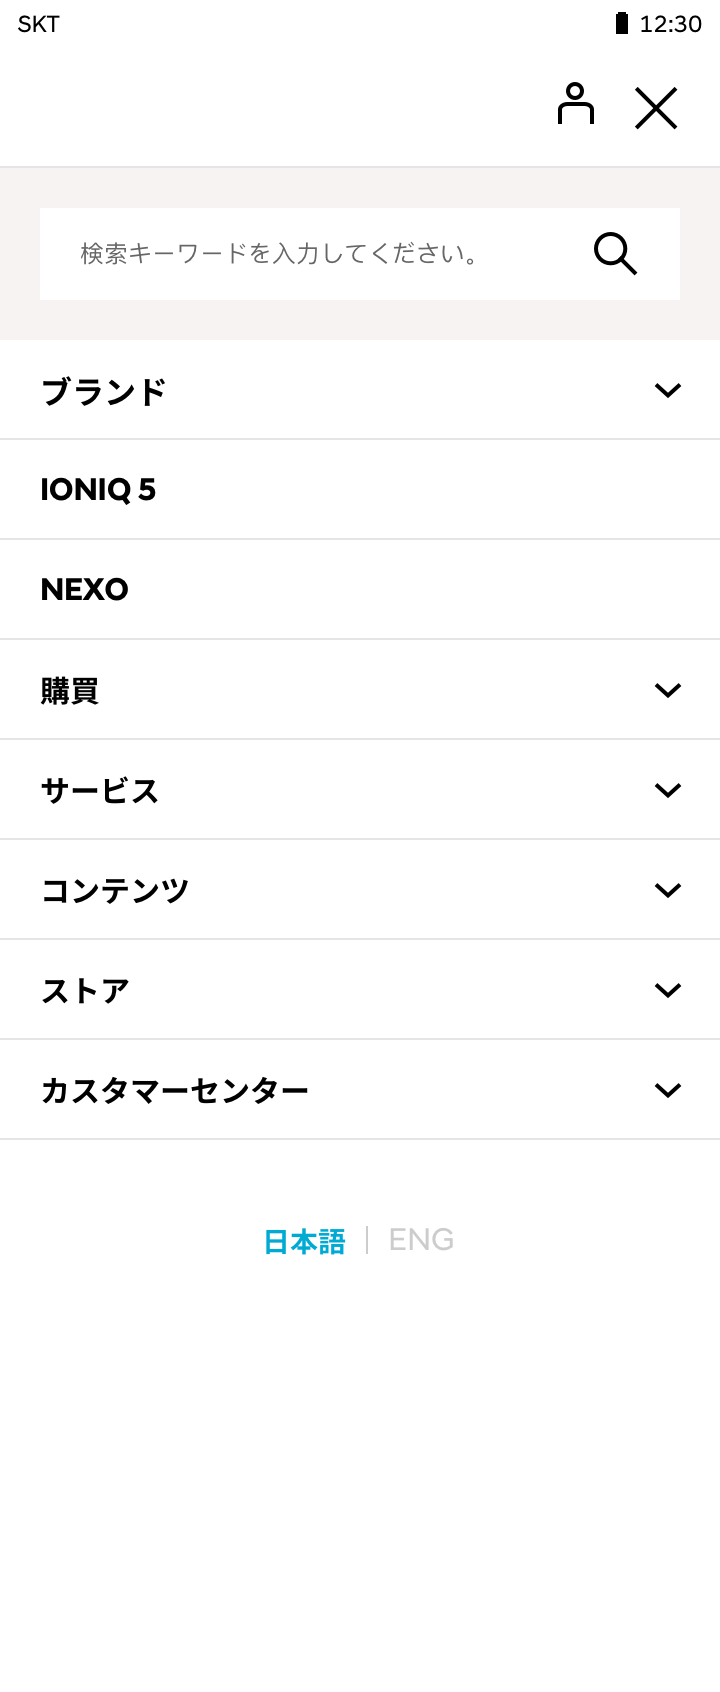 SKT 12:30
検索キーワードを入力してください。
ブランド
IONIQ 5
NEXO
購買
サービス
コンテンツ
ストア
カスタマーセンター
日本語 | ENG